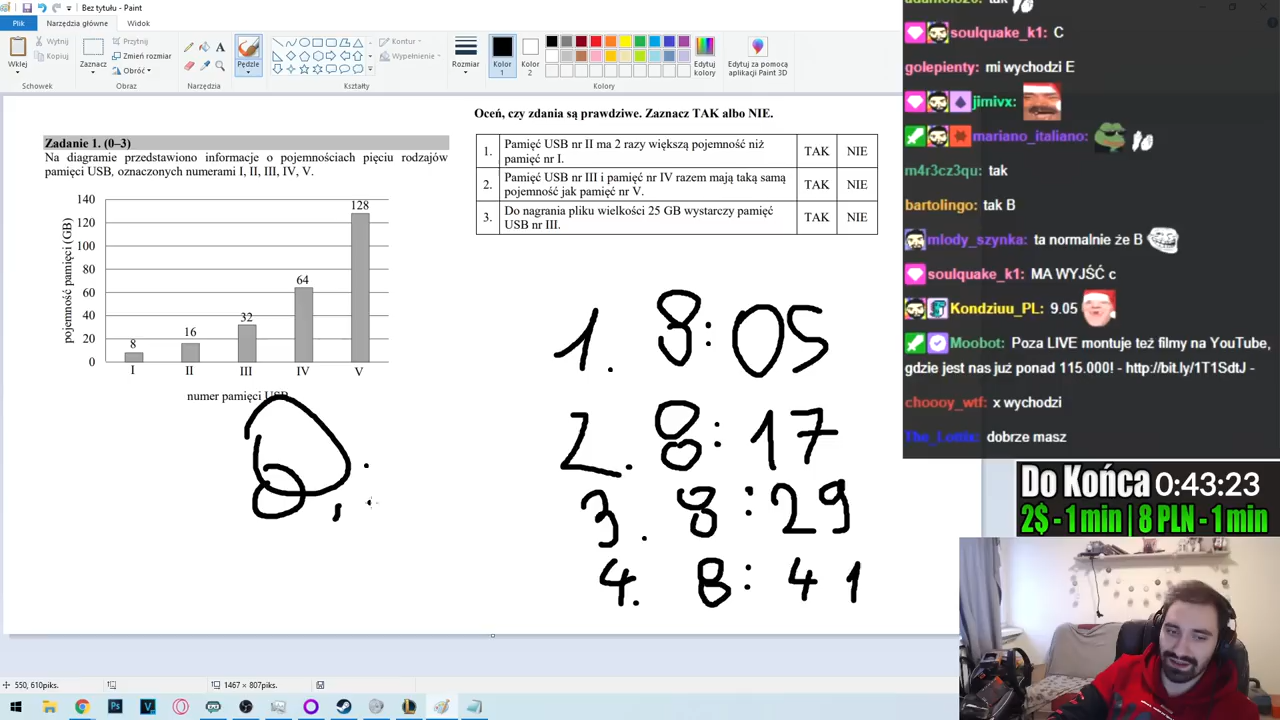 Bez tytułu - Paint
Plik Narzędzia główne Widok
Wklej
Wytnij
Kopiuj
Schowek
Zaznacz
Przytnij
Zmień rozmiar
Obróć
Obraz
Narzędzia
Pędzle
Kontur
Wypełnienie
Kształty
Rozmiar
Kolor 1
Kolor 2
Edytuj kolory
Kolory
Edytuj za pomocą aplikacji Paint 3D
Zadanie 1. (0–3)
Na diagramie przedstawiono informacje o pojemnościach pięciu rodzajów
pamięci USB, oznaczonych numerami I, II, III, IV, V.
pojemność pamięci (GB)
140
120
100
80
60
40
20
0
8
16
32
64
128
I II III IV V
numer pamięci USB
Oceń, czy zdania są prawdziwe. Zaznacz TAK albo NIE.
1. Pamięć USB nr II ma 2 razy większą pojemność niż pamięć nr I. TAK NIE
2. Pamięć USB nr III i pamięć nr IV razem mają taką samą pojemność jak pamięć nr V. TAK NIE
3. Do nagrania pliku wielkości 25 GB wystarczy pamięć USB nr III. TAK NIE
1. 8:05
2. 8:17
3. 8:29
4. 8:41
tak
soulquake_k1: C
golepienty: mi wychodzi E
jimivx:
mariano_italiano:
m4r3cz3qu: tak
bartolingo: tak B
mlody_szynka: ta normalnie że B
soulquake_k1: MA WYJŚĆ c
Kondziuu_PL: 9.05
Moobot: Poza LIVE montuje też filmy na YouTube,
gdzie jest nas już ponad 115.000! - http://bit.ly/1T1SdtJ -
choooy_wtf: x wychodzi
The_Lottix: dobrze masz
Do Końca 0:43:23
2$ - 1 min | 8 PLN - 1 min
550, 610piks.
1467 × 807piks.